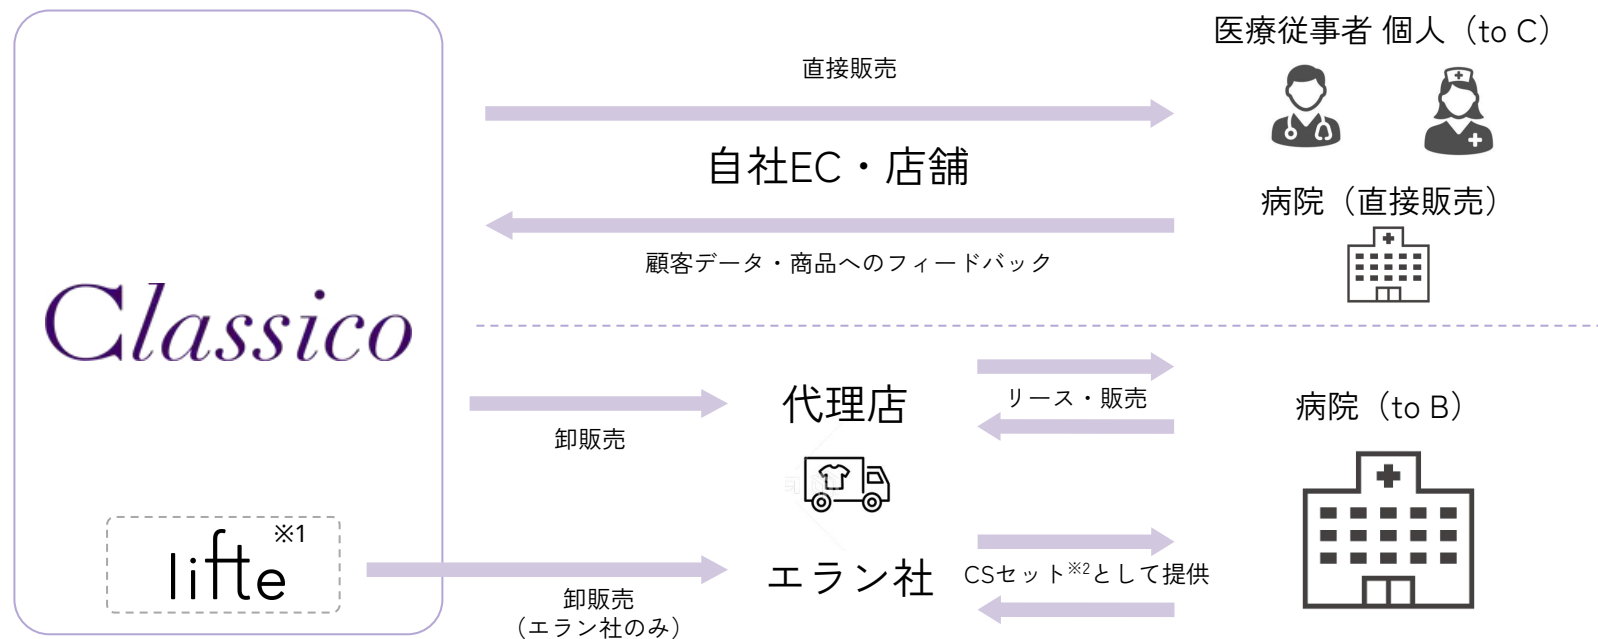 医療従事者 個人（to C）
直接販売
自社EC・店舗
病院（直接販売）
顧客データ・商品へのフィードバック
Classico
代理店
リース・販売
病院（to B）
卸販売
lifte ※1
エラン社
CSセット※2として提供
卸販売
（エラン社のみ）